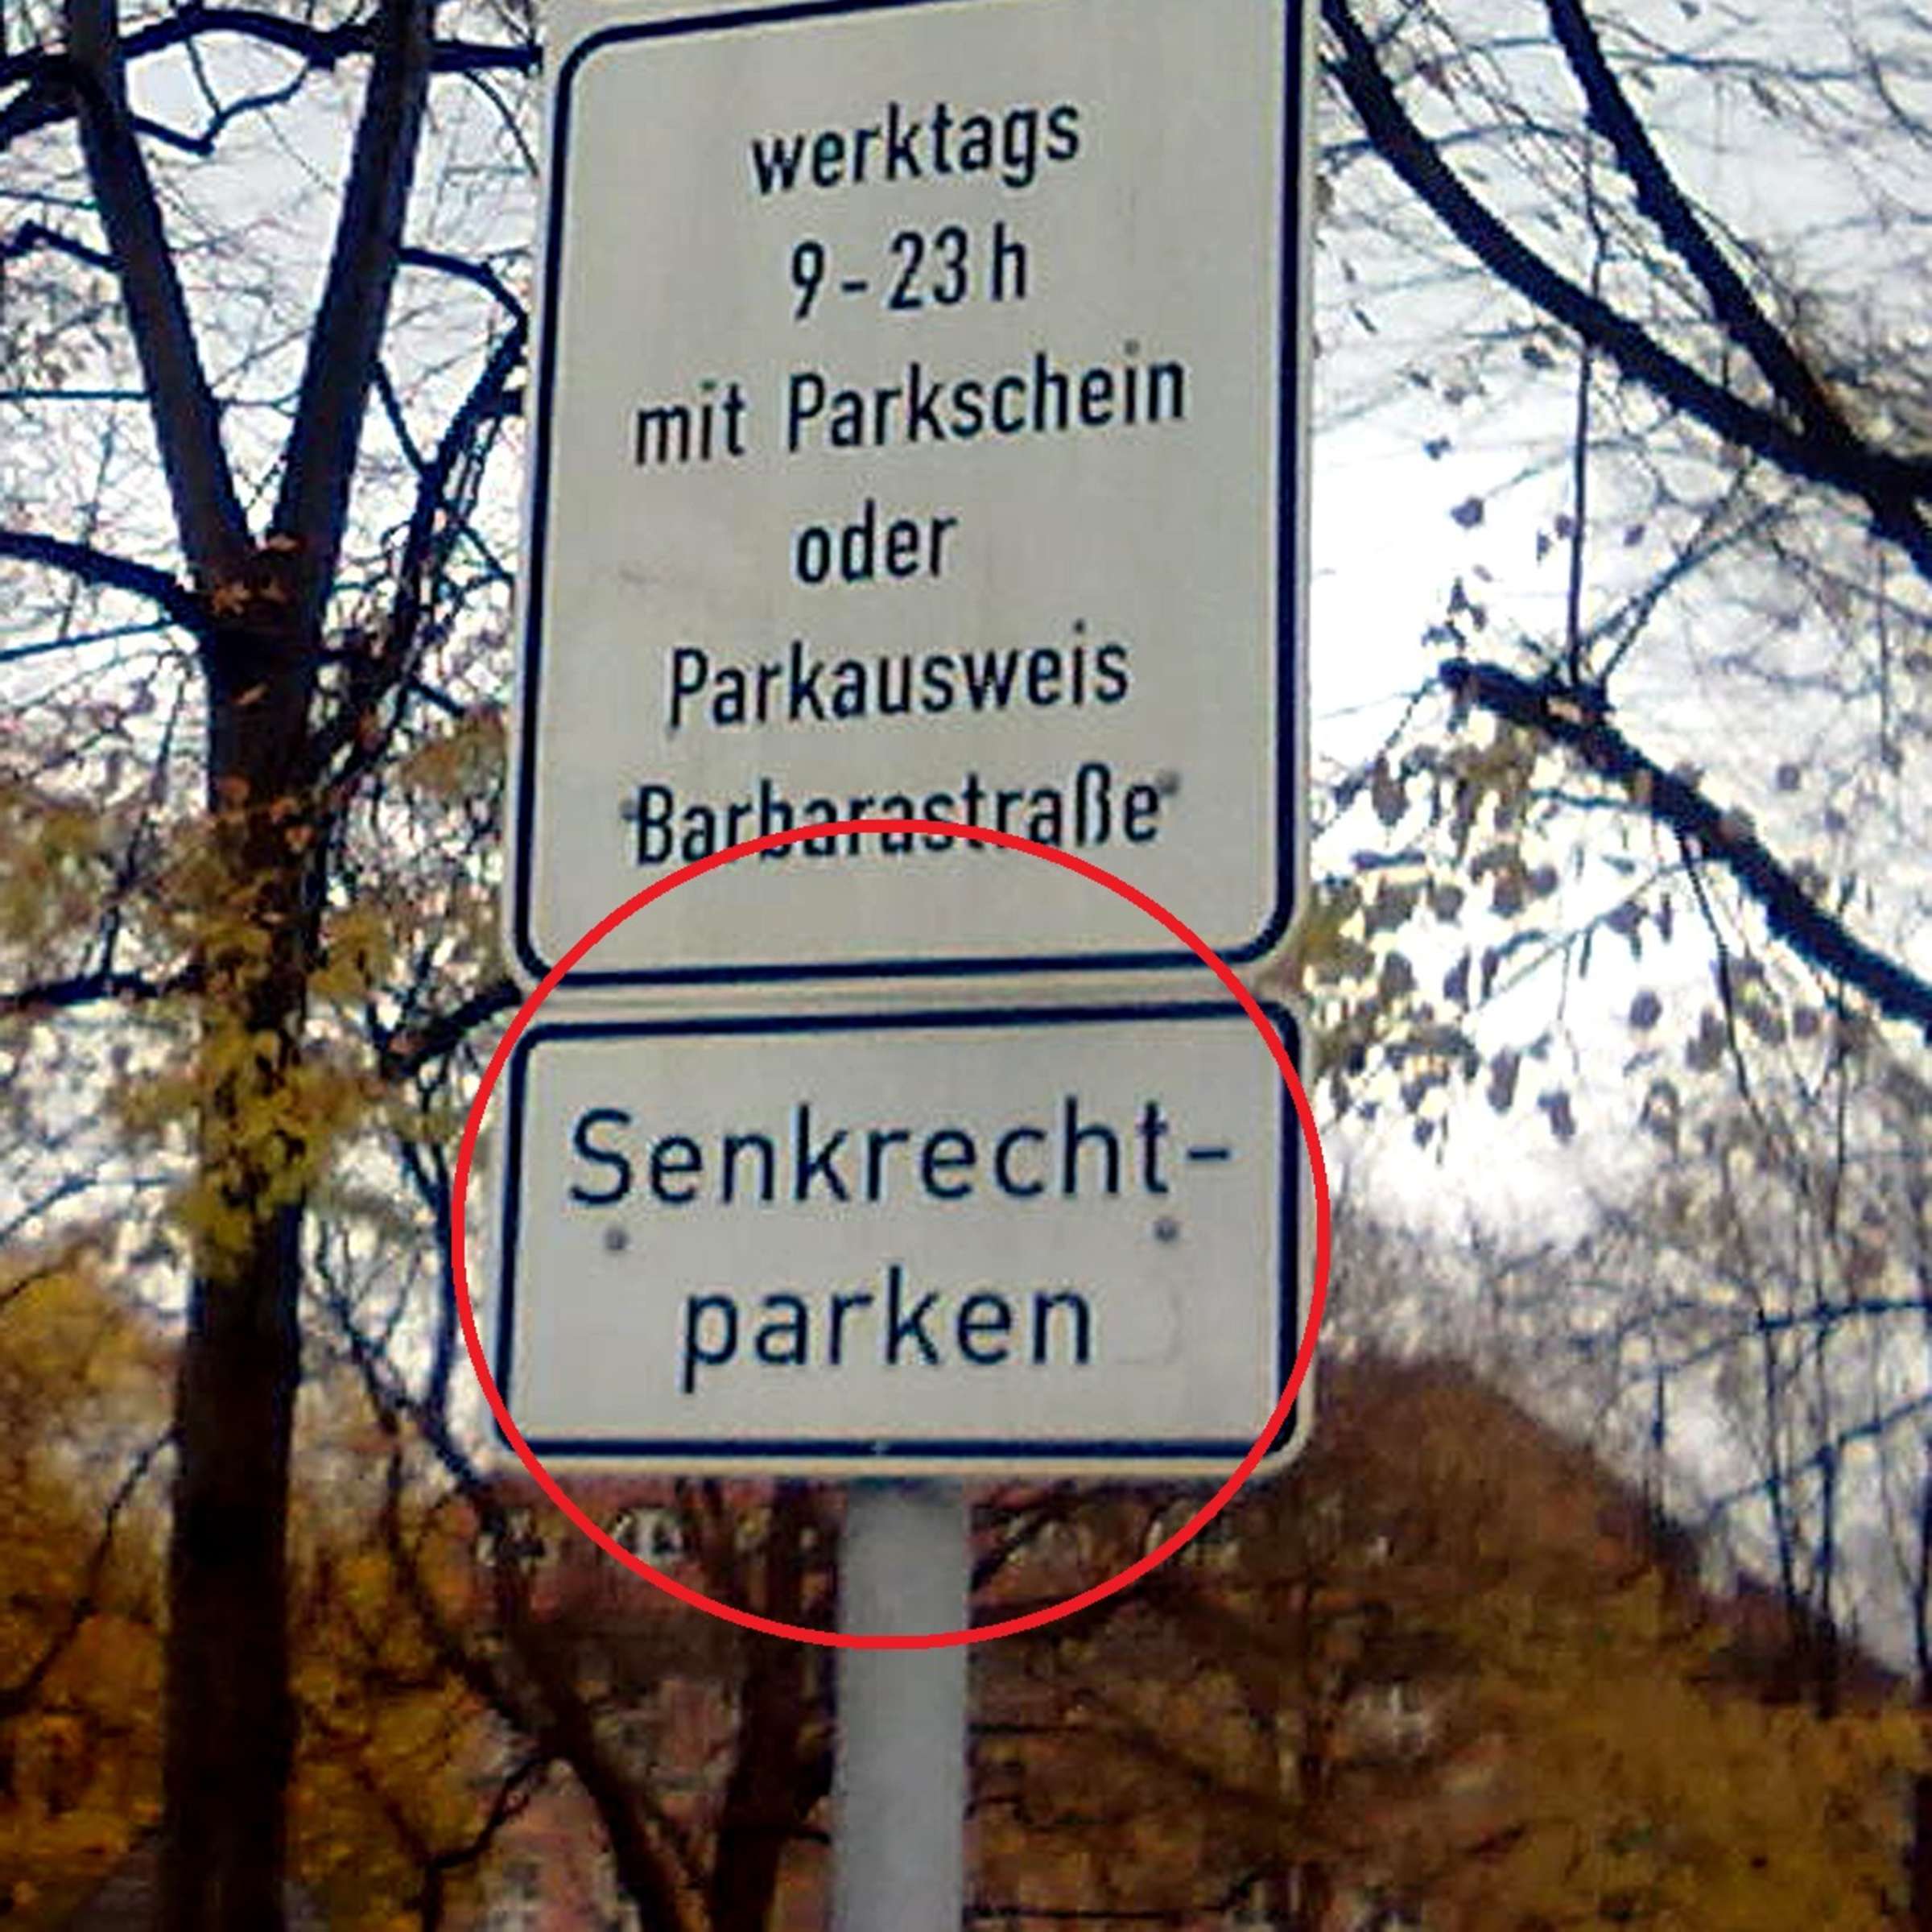 werktags
9 - 23 h
mit Parkschein
oder
Parkausweis
"Barbarastraße"
Senkrecht-
parken